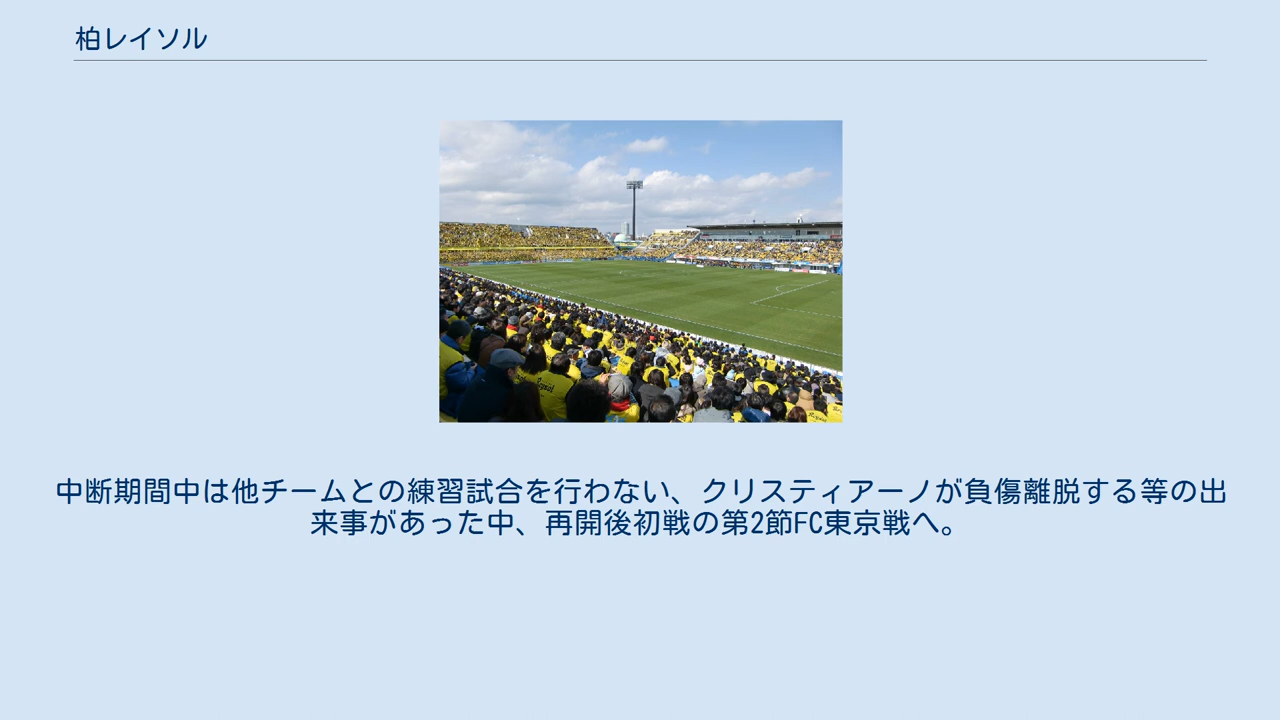 柏レイソル
中断期間中は他チームとの練習試合を行わない、クリスティアーノが負傷離脱する等の出
来事があった中、再開後初戦の第2節FC東京戦へ。